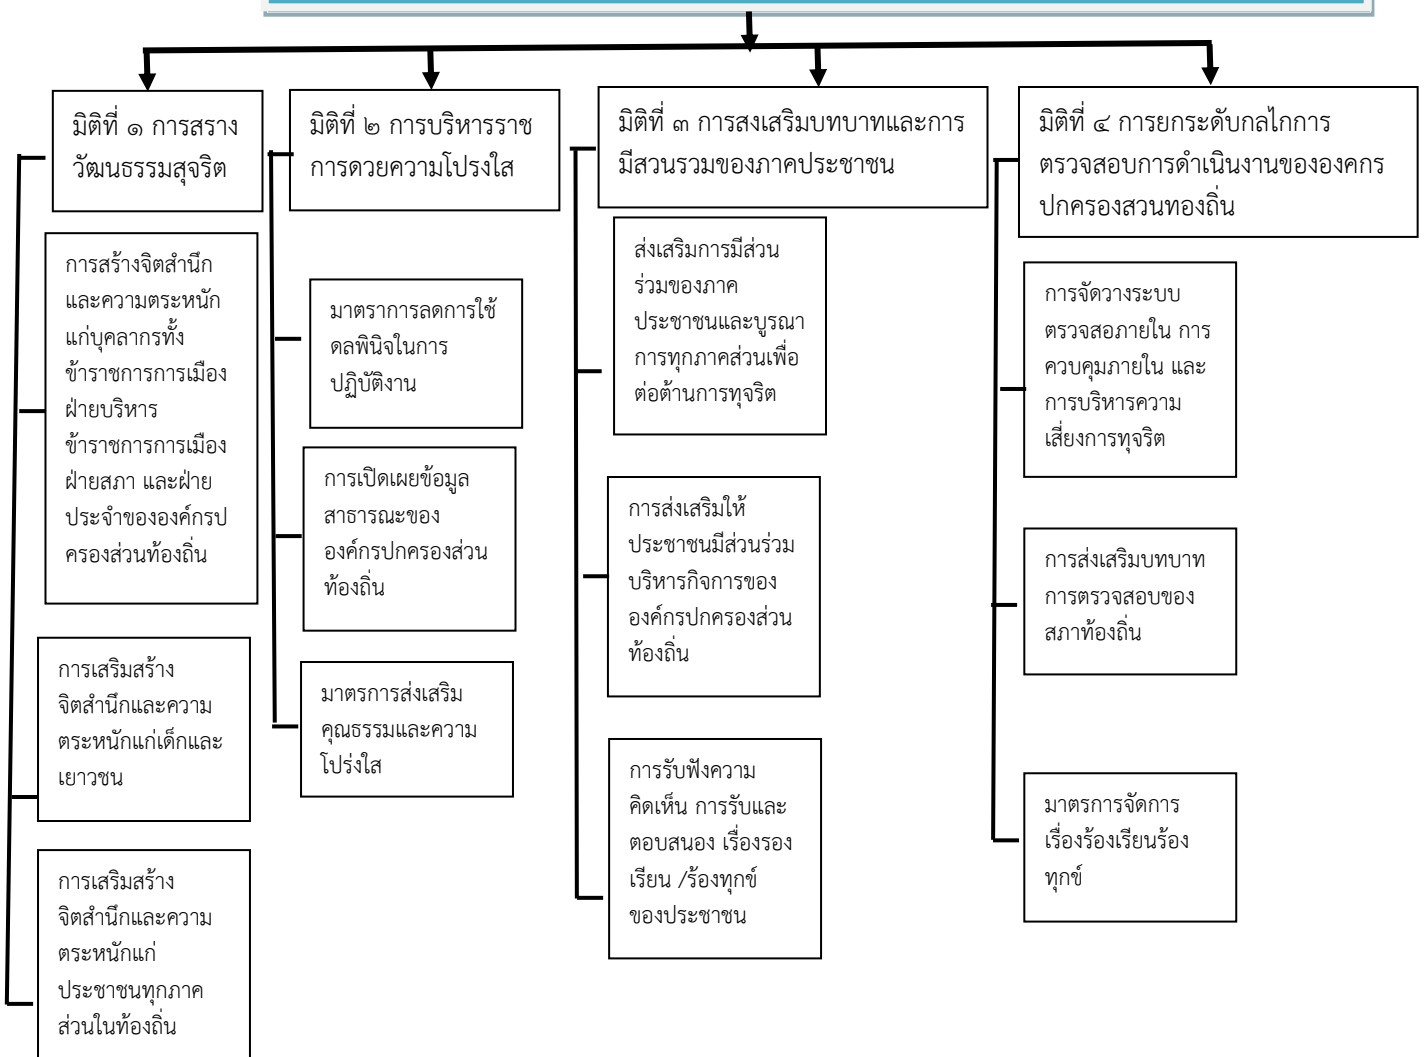 มิติที่ ๑ การสราง
วัฒนธรรมสุจริต
การสร้างจิตสำนึก
และความตระหนัก
แก่บุคลากรทั้ง
ข้าราชการการเมือง
ฝ่ายบริหาร
ข้าราชการการเมือง
ฝ่ายสภา และฝ่าย
ประจำขององค์กรป
ครองส่วนท้องถิ่น
การเสริมสร้าง
จิตสำนึกและความ
ตระหนักแก่เด็กและ
เยาวชน
การเสริมสร้าง
จิตสำนึกและความ
ตระหนักแก่
ประชาชนทุกภาค
ส่วนในท้องถิ่น
มิติที่ ๒ การบริหารราช
การดวยความโปรงใส
มาตราการลดการใช้
ดลพินิจในการ
ปฏิบัติงาน
การเปิดเผยข้อมูล
สาธารณะของ
องค์กรปกครองส่วน
ท้องถิ่น
มาตรการส่งเสริม
คุณธรรมและความ
โปร่งใส
มิติที่ ๓ การสงเสริมบทบาทและการ
มีสวนรวมของภาคประชาชน
ส่งเสริมการมีส่วน
ร่วมของภาค
ประชาชนและบูรณา
การทุกภาคส่วนเพื่อ
ต่อต้านการทุจริต
การส่งเสริมให้
ประชาชนมีส่วนร่วม
บริหารกิจการของ
องค์กรปกครองส่วน
ท้องถิ่น
การรับฟังความ
คิดเห็น การรับและ
ตอบสนอง เรื่องรอง
เรียน /ร้องทุกข์
ของประชาชน
มิติที่ ๔ การยกระดับกลไกการ
ตรวจสอบการดำเนินงานขององคกร
ปกครองสวนทองถิ่น
การจัดวางระบบ
ตรวจสอภายใน การ
ควบคุมภายใน และ
การบริหารความ
เสี่ยงการทุจริต
การส่งเสริมบทบาท
การตรวจสอบของ
สภาท้องถิ่น
มาตรการจัดการ
เรื่องร้องเรียนร้อง
ทุกข์